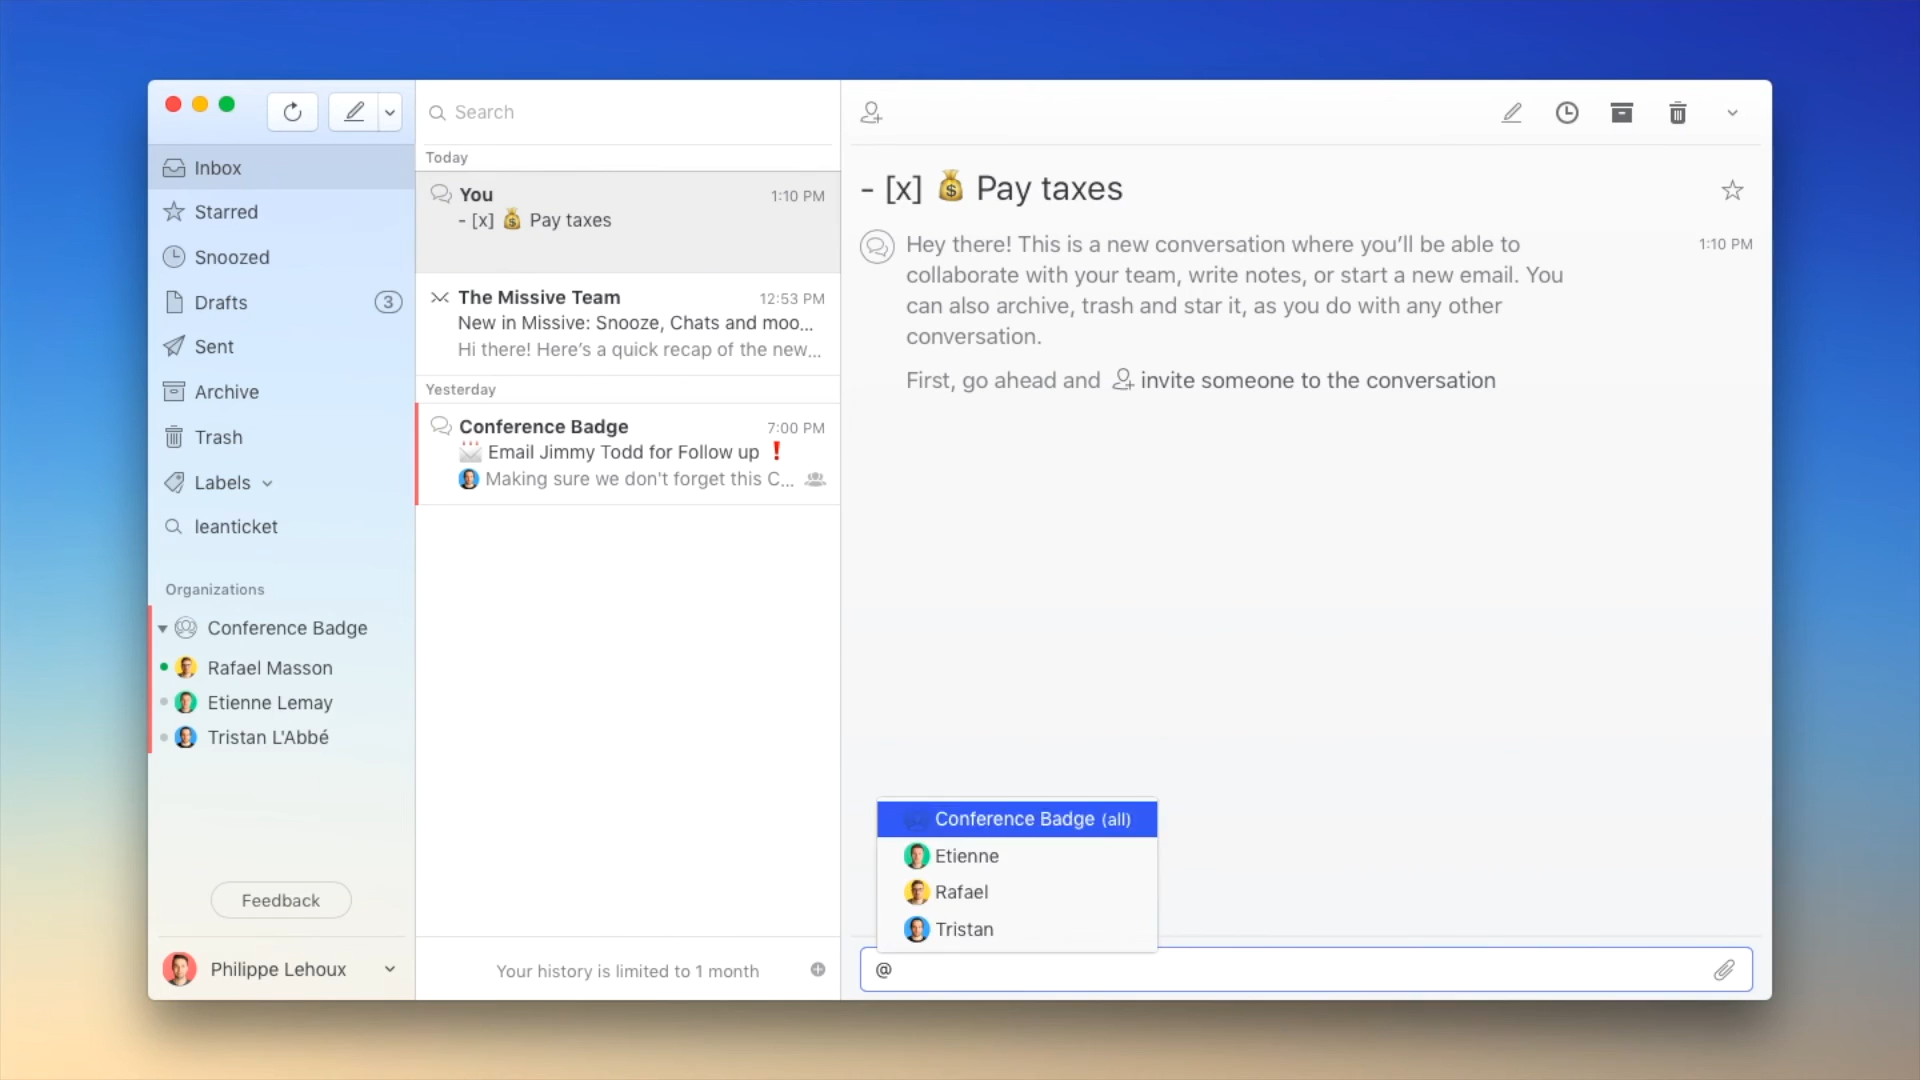 Inbox
Starred
Snoozed
Drafts 3
Sent
Archive
Trash
Labels
leanticket
Organizations
Conference Badge
Rafael Masson
Etienne Lemay
Tristan L'Abbé
Feedback
Philippe Lehoux
Search
Today
You 1:10 PM
- [x] 💰 Pay taxes
The Missive Team 12:53 PM
New in Missive: Snooze, Chats and moo...
Hi there! Here’s a quick recap of the new...
Yesterday
Conference Badge 7:00 PM
📨 Email Jimmy Todd for Follow up ❗
Making sure we don't forget this C...
Your history is limited to 1 month
- [x] 💰 Pay taxes
Hey there! This is a new conversation where you’ll be able to 1:10 PM
collaborate with your team, write notes, or start a new email. You
can also archive, trash and star it, as you do with any other
conversation.
First, go ahead and invite someone to the conversation
Conference Badge (all)
Etienne
Rafael
Tristan
@